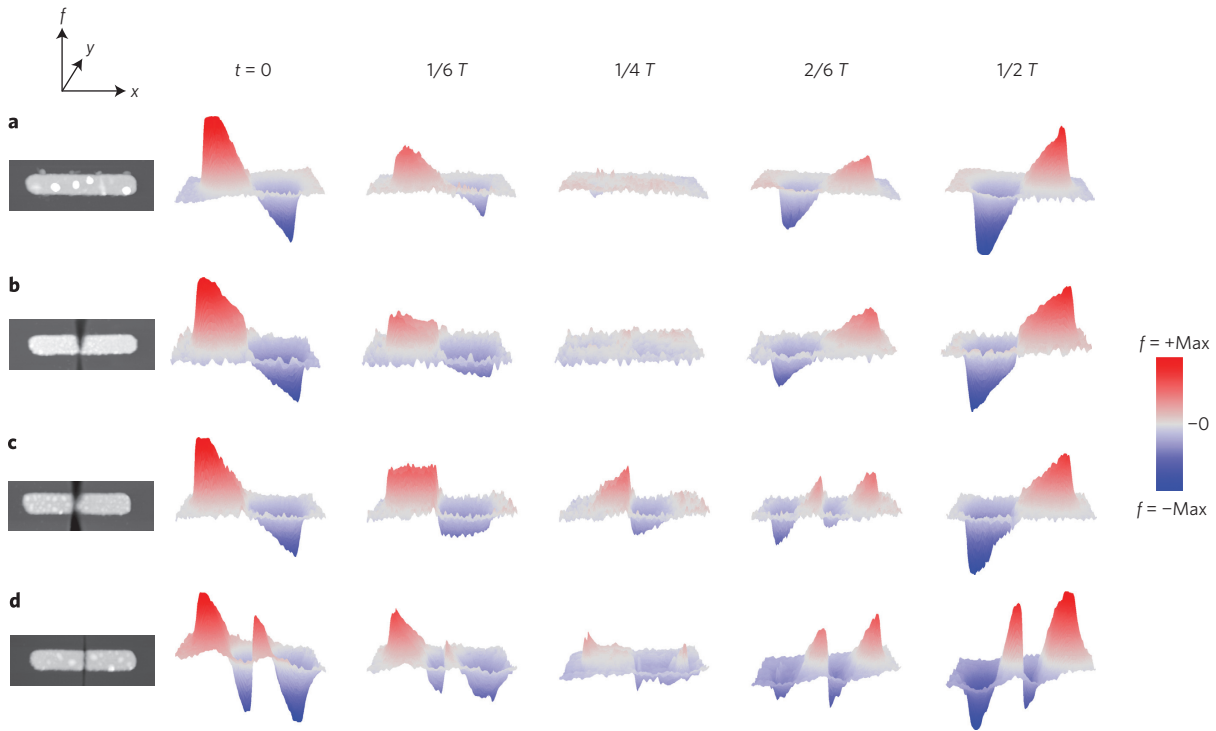 f
y
x
t = 0
1/6 T
1/4 T
2/6 T
1/2 T
a
b
f = +Max
−0
f = −Max
c
d